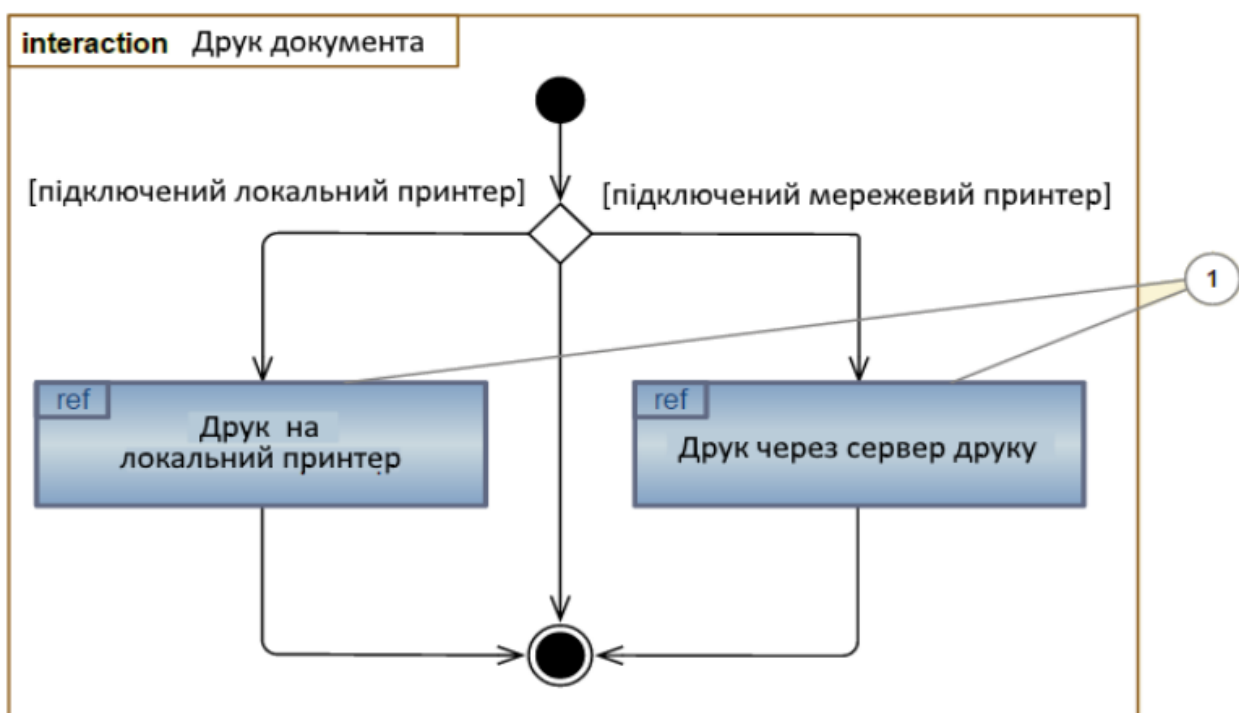 interaction Друк документа
[підключений локальний принтер]
[підключений мережевий принтер]
1
ref
Друк на
локальний принтер
ref
Друк через сервер друку